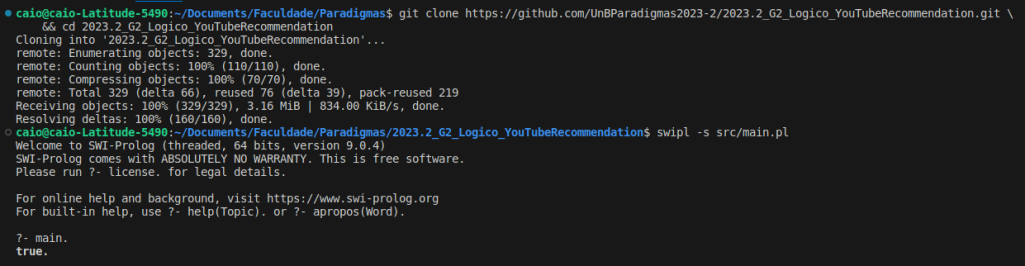 caio@caio-Latitude-5490:~/Documents/Faculdade/Paradigmas$ git clone https://github.com/UnBParadigmas2023-2/2023.2_G2_Logico_YouTubeRecommendation.git \
&& cd 2023.2_G2_Logico_YouTubeRecommendation
Cloning into '2023.2_G2_Logico_YouTubeRecommendation'...
remote: Enumerating objects: 329, done.
remote: Counting objects: 100% (110/110), done.
remote: Compressing objects: 100% (70/70), done.
remote: Total 329 (delta 66), reused 76 (delta 39), pack-reused 219
Receiving objects: 100% (329/329), 3.16 MiB | 834.00 KiB/s, done.
Resolving deltas: 100% (160/160), done.
caio@caio-Latitude-5490:~/Documents/Faculdade/Paradigmas/2023.2_G2_Logico_YouTubeRecommendation$ swipl -s src/main.pl
Welcome to SWI-Prolog (threaded, 64 bits, version 9.0.4)
SWI-Prolog comes with ABSOLUTELY NO WARRANTY. This is free software.
Please run ?- license. for legal details.
For online help and background, visit https://www.swi-prolog.org
For built-in help, use ?- help(Topic). or ?- apropos(Word).
?- main.
true.